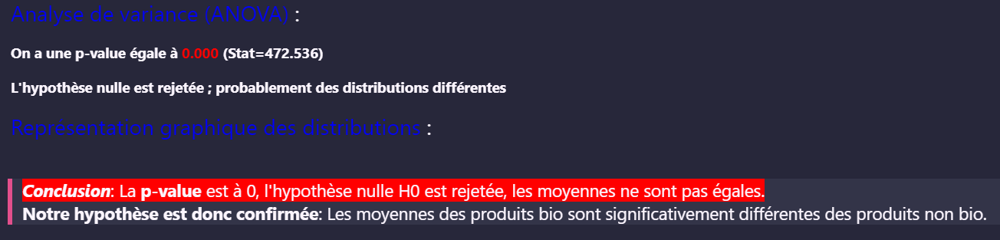 Analyse de variance (ANOVA) :
On a une p-value égale à 0.000 (Stat=472.536)
L'hypothèse nulle est rejetée ; probablement des distributions différentes
Représentation graphique des distributions :
Conclusion: La p-value est à 0, l'hypothèse nulle H0 est rejetée, les moyennes ne sont pas égales.
Notre hypothèse est donc confirmée: Les moyennes des produits bio sont significativement différentes des produits non bio.